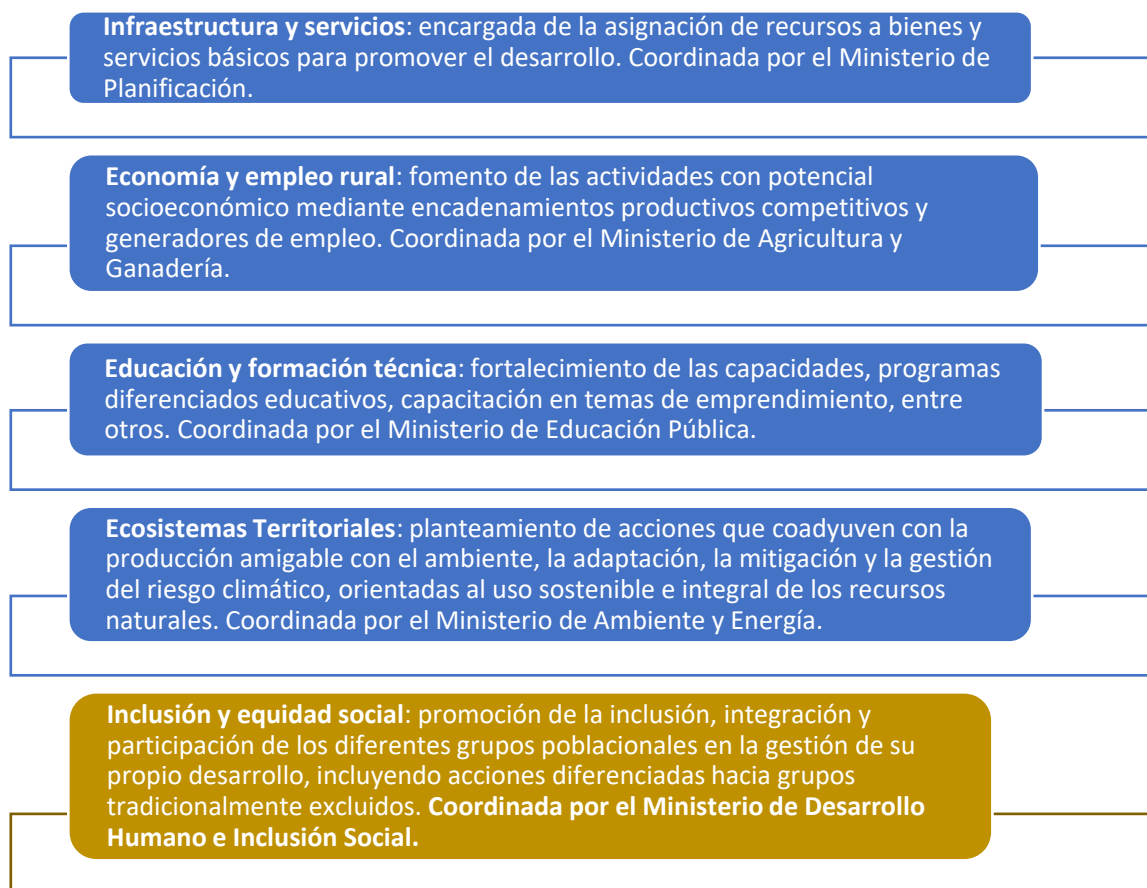 Infraestructura y servicios: encargada de la asignación de recursos a bienes y
servicios básicos para promover el desarrollo. Coordinada por el Ministerio de
Planificación.
Economía y empleo rural: fomento de las actividades con potencial
socioeconómico mediante encadenamientos productivos competitivos y
generadores de empleo. Coordinada por el Ministerio de Agricultura y
Ganadería.
Educación y formación técnica: fortalecimiento de las capacidades, programas
diferenciados educativos, capacitación en temas de emprendimiento, entre
otros. Coordinada por el Ministerio de Educación Pública.
Ecosistemas Territoriales: planteamiento de acciones que coadyuven con la
producción amigable con el ambiente, la adaptación, la mitigación y la gestión
del riesgo climático, orientadas al uso sostenible e integral de los recursos
naturales. Coordinada por el Ministerio de Ambiente y Energía.
Inclusión y equidad social: promoción de la inclusión, integración y
participación de los diferentes grupos poblacionales en la gestión de su
propio desarrollo, incluyendo acciones diferenciadas hacia grupos
tradicionalmente excluidos. Coordinada por el Ministerio de Desarrollo
Humano e Inclusión Social.